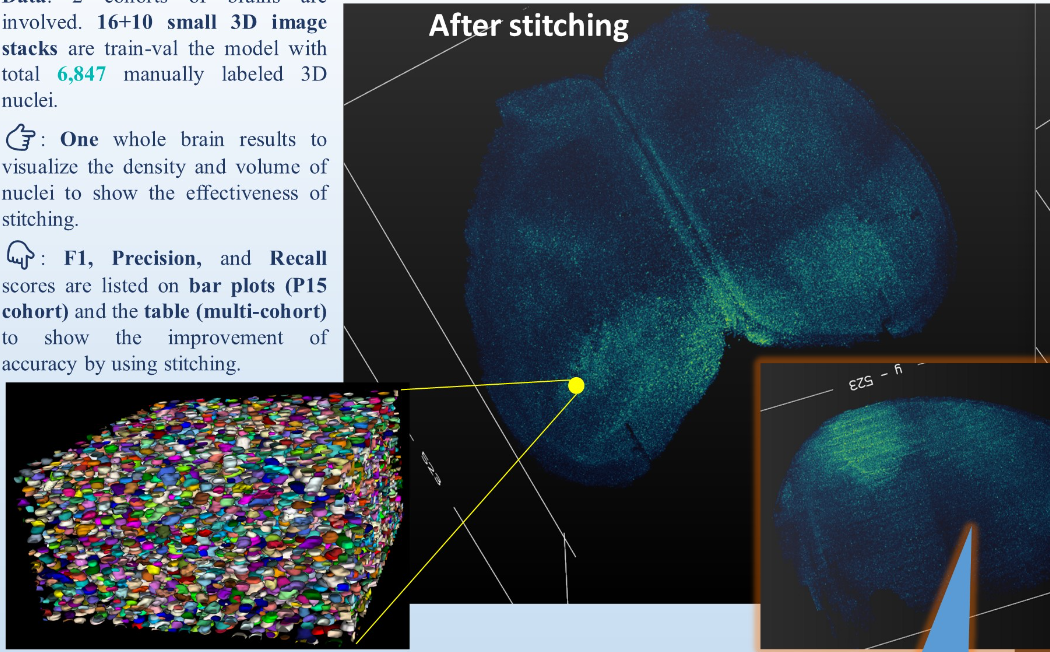 Data: 2 cohorts of brains are
involved. 16+10 small 3D image
stacks are train-val the model with
total 6,847 manually labeled 3D
nuclei.
: One whole brain results to
visualize the density and volume of
nuclei to show the effectiveness of
stitching.
: F1, Precision, and Recall
scores are listed on bar plots (P15
cohort) and the table (multi-cohort)
to show the improvement of
accuracy by using stitching.
After stitching
523
y - 523